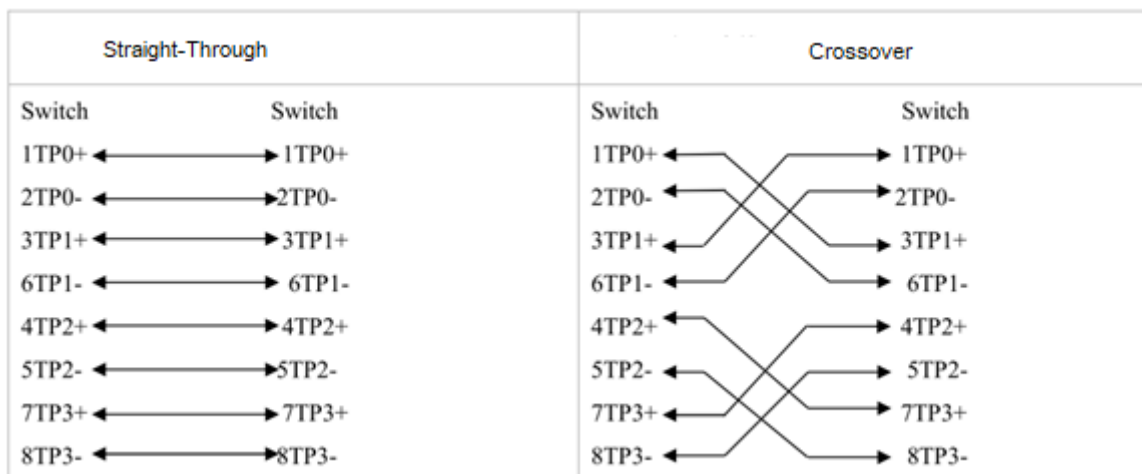 Straight-Through Crossover
Switch Switch Switch Switch
1TP0+ 1TP0+ 1TP0+ 1TP0+
2TP0- 2TP0- 2TP0- 2TP0-
3TP1+ 3TP1+ 3TP1+ 3TP1+
6TP1- 6TP1- 6TP1- 6TP1-
4TP2+ 4TP2+ 4TP2+ 4TP2+
5TP2- 5TP2- 5TP2- 5TP2-
7TP3+ 7TP3+ 7TP3+ 7TP3+
8TP3- 8TP3- 8TP3- 8TP3-